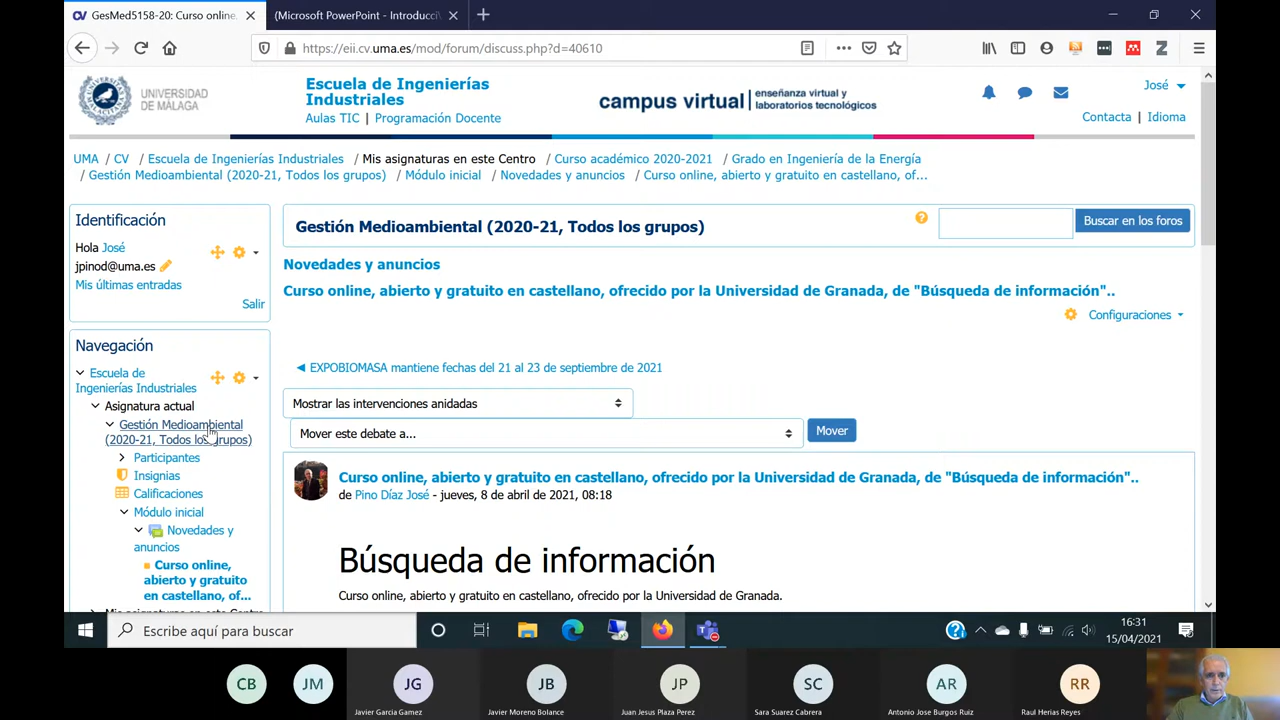 GesMed5158-20: Curso online,
(Microsoft PowerPoint - Introducci
https://eii.cv.uma.es/mod/forum/discuss.php?d=40610
UNIVERSIDAD
DE MÁLAGA
Escuela de Ingenierías
Industriales
Aulas TIC | Programación
Docente
campus virtual
enseñanza virtual y
laboratorios tecnológicos
José
Contacta | Idioma
UMA / CV / Escuela de Ingenierías Industriales / Mis asignaturas en este Centro / Curso académico 2020-2021 / Grado en Ingeniería de la Energía
/ Gestión Medioambiental (2020-21, Todos los grupos) / Módulo inicial / Novedades y anuncios / Curso online, abierto y gratuito en castellano, of...
Identificación
Hola José
jpinod@uma.es
Mis últimas entradas
Salir
Navegación
Escuela de
Ingenierías Industriales
Asignatura actual
Gestión Medioambiental
(2020-21, Todos los grupos)
Participantes
Insignias
Calificaciones
Módulo inicial
Novedades y
anuncios
Curso online,
abierto y gratuito
en castellano, of...
Mis asignaturas en este Centro
Gestión Medioambiental (2020-21, Todos los grupos)
Buscar en los foros
Novedades y anuncios
Curso online, abierto y gratuito en castellano, ofrecido por la Universidad de Granada, de "Búsqueda de información"..
Configuraciones
◄ EXPOBIOMASA mantiene fechas del 21 al 23 de septiembre de 2021
Mostrar las intervenciones anidadas
Mover este debate a...
Mover
Curso online, abierto y gratuito en castellano, ofrecido por la Universidad de Granada, de "Búsqueda de información"..
de Pino Díaz José - jueves, 8 de abril de 2021, 08:18
Búsqueda de información
Curso online, abierto y gratuito en castellano, ofrecido por la Universidad de Granada.
Escribe aquí para buscar
16:31
15/04/2021
CB
JM
JG
Javier Garcia Gamez
JB
Javier Moreno Bolance
JP
Juan Jesus Plaza Perez
SC
Sara Suarez Cabrera
AR
Antonio Jose Burgos Ruiz
RR
Raul Herias Reyes